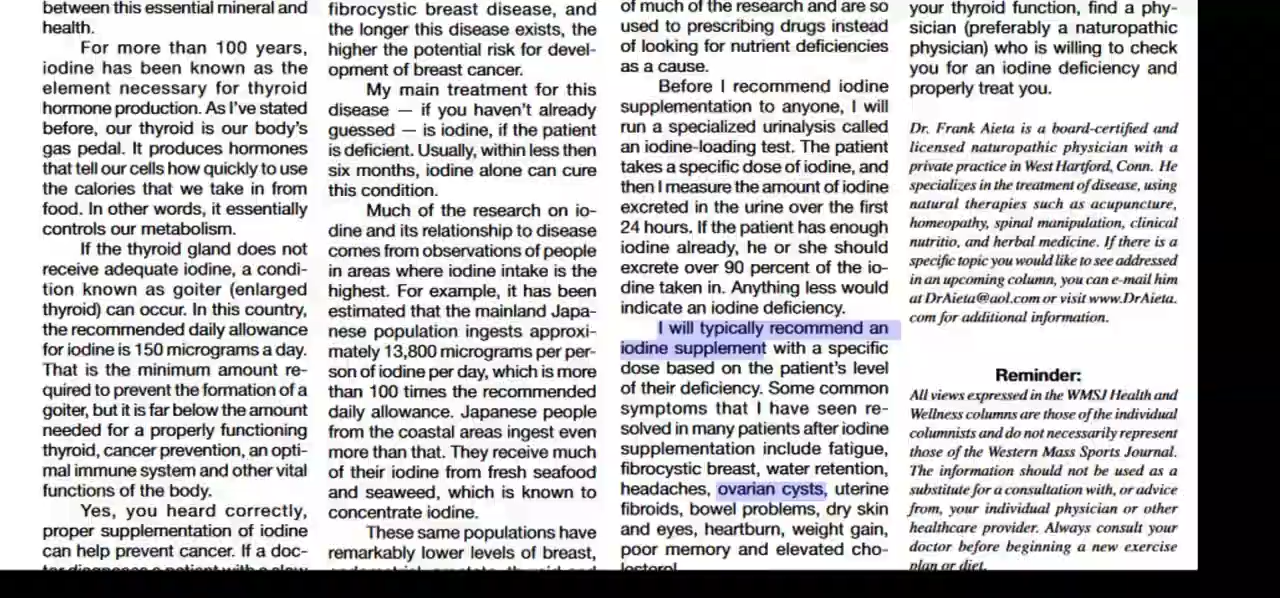 between this essential mineral and
health.
For more than 100 years,
iodine has been known as the
element necessary for thyroid
hormone production. As I've stated
before, our thyroid is our body's
gas pedal. It produces hormones
that tell our cells how quickly to use
the calories that we take in from
food. In other words, it essentially
controls our metabolism.
If the thyroid gland does not
receive adequate iodine, a condi-
tion known as goiter (enlarged
thyroid) can occur. In this country,
the recommended daily allowance
for iodine is 150 micrograms a day.
That is the minimum amount re-
quired to prevent the formation of a
goiter, but it is far below the amount
needed for a properly functioning
thyroid, cancer prevention, an opti-
mal immune system and other vital
functions of the body.
Yes, you heard correctly,
proper supplementation of iodine
can help prevent cancer. If a doc-
fibrocystic breast disease, and
the longer this disease exists, the
higher the potential risk for devel-
opment of breast cancer.
My main treatment for this
disease — if you haven't already
guessed — is iodine, if the patient
is deficient. Usually, within less then
six months, iodine alone can cure
this condition.
Much of the research on io-
dine and its relationship to disease
comes from observations of people
in areas where iodine intake is the
highest. For example, it has been
estimated that the mainland Japa-
nese population ingests approxi-
mately 13,800 micrograms per per-
son of iodine per day, which is more
than 100 times the recommended
daily allowance. Japanese people
from the coastal areas ingest even
more than that. They receive much
of their iodine from fresh seafood
and seaweed, which is known to
concentrate iodine.
These same populations have
remarkably lower levels of breast,
of much of the research and are so
used to prescribing drugs instead
of looking for nutrient deficiencies
as a cause.
Before I recommend iodine
supplementation to anyone, I will
run a specialized urinalysis called
an iodine-loading test. The patient
takes a specific dose of iodine, and
then I measure the amount of iodine
excreted in the urine over the first
24 hours. If the patient has enough
iodine already, he or she should
excrete over 90 percent of the io-
dine taken in. Anything less would
indicate an iodine deficiency.
I will typically recommend an
iodine supplement with a specific
dose based on the patient's level
of their deficiency. Some common
symptoms that I have seen re-
solved in many patients after iodine
supplementation include fatigue,
fibrocystic breast, water retention,
headaches, ovarian cysts, uterine
fibroids, bowel problems, dry skin
and eyes, heartburn, weight gain,
poor memory and elevated cho-
lesterol.
your thyroid function, find a phy-
sician (preferably a naturopathic
physician) who is willing to check
you for an iodine deficiency and
properly treat you.
Dr. Frank Aieta is a board-certified and
licensed naturopathic physician with a
private practice in West Hartford, Conn. He
specializes in the treatment of disease, using
natural therapies such as acupuncture,
homeopathy, spinal manipulation, clinical
nutritio, and herbal medicine. If there is a
specific topic you would like to see addressed
in an upcoming column, you can e-mail him
at DrAieta@aol.com or visit www.DrAieta.
com for additional information.
Reminder:
All views expressed in the WMSJ Health and
Wellness columns are those of the individual
columnists and do not necessarily represent
those of the Western Mass Sports Journal.
The information should not be used as a
substitute for a consultation with, or advice
from, your individual physician or other
healthcare provider. Always consult your
doctor before beginning a new exercise
plan or diet.